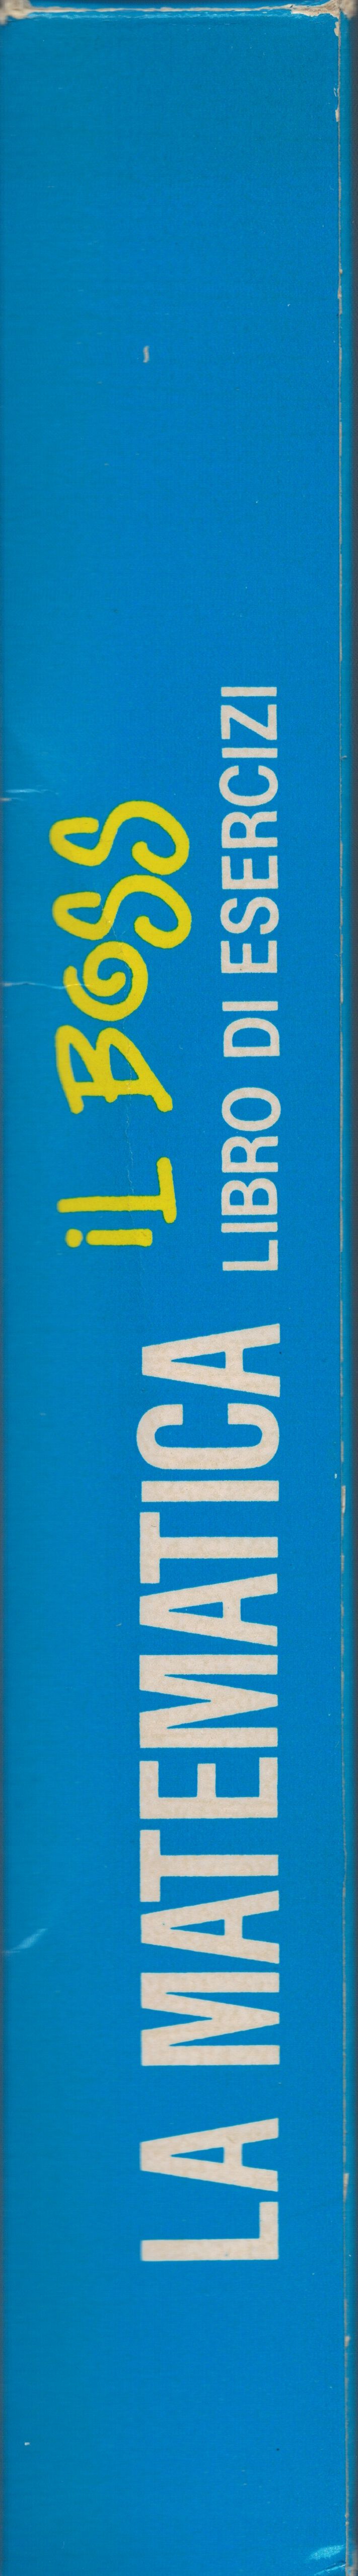 LA MATEMATICA
iL BOSS
LIBRO DI ESERCIZI